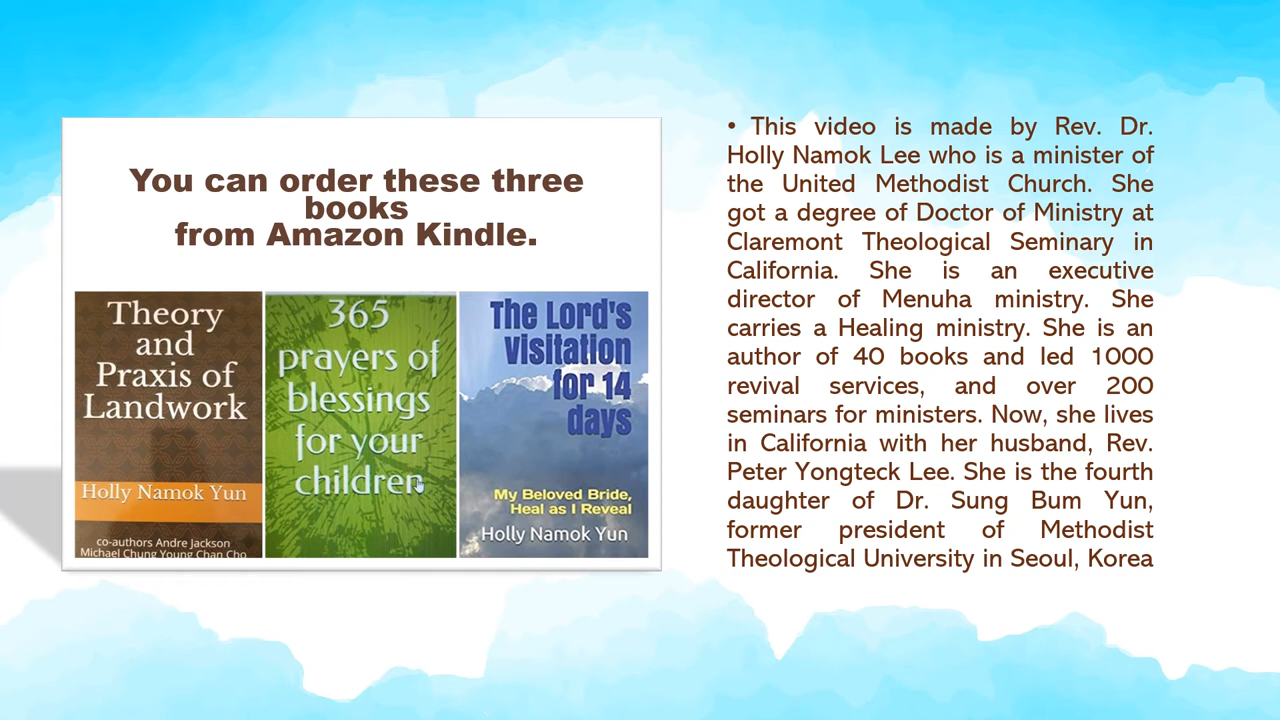 You can order these three
books
from Amazon Kindle.
Theory
and
Praxis of
Landwork
Holly Namok Yun
co-authors Andre Jackson
Michael Chung Young Chan Cho
365
prayers of
blessings
for your
children
The Lord's
Visitation
for 14
days
My Beloved Bride,
Heal as I Reveal
Holly Namok Yun
• This video is made by Rev. Dr.
Holly Namok Lee who is a minister of
the United Methodist Church. She
got a degree of Doctor of Ministry at
Claremont Theological Seminary in
California. She is an executive
director of Menuha ministry. She
carries a Healing ministry. She is an
author of 40 books and led 1000
revival services, and over 200
seminars for ministers. Now, she lives
in California with her husband, Rev.
Peter Yongteck Lee. She is the fourth
daughter of Dr. Sung Bum Yun,
former president of Methodist
Theological University in Seoul, Korea